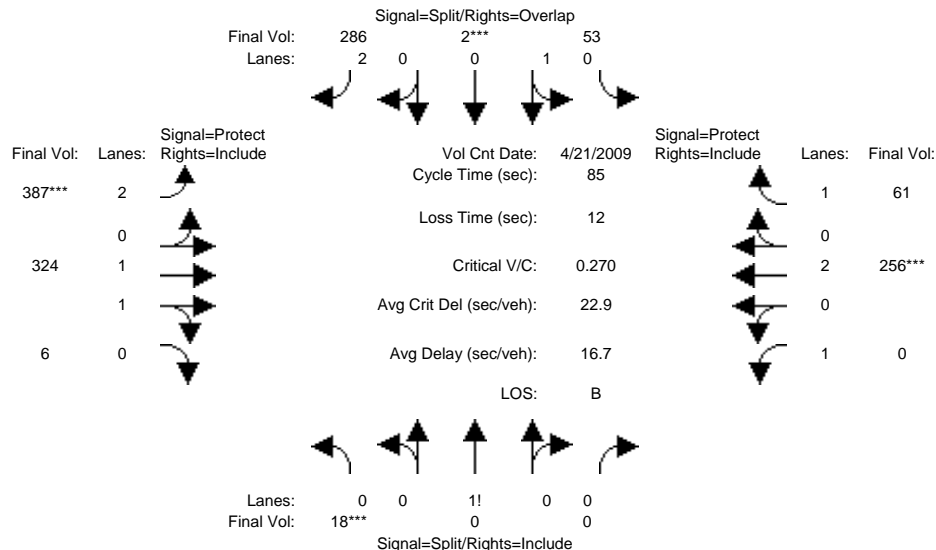 Signal=Split/Rights=Overlap
Final Vol: 286 2*** 53
Lanes: 2 0 0 1 0
Signal=Protect
Final Vol: Lanes: Rights=Include
Vol Cnt Date: 4/21/2009
Signal=Protect
Rights=Include Lanes: Final Vol:
Cycle Time (sec): 85
387*** 2
1 61
Loss Time (sec): 12
0
0
324 1
Critical V/C: 0.270
2 256***
1
Avg Crit Del (sec/veh): 22.9
0
6 0
Avg Delay (sec/veh): 16.7
1 0
LOS: B
Lanes: 0 0 1! 0 0
Final Vol: 18*** 0 0
Signal=Split/Rights=Include